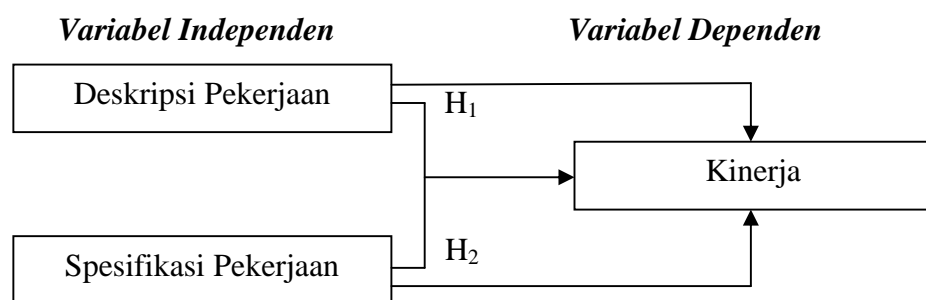 Variabel Independen Variabel Dependen
Deskripsi Pekerjaan
H₁
Kinerja
H₂
Spesifikasi Pekerjaan